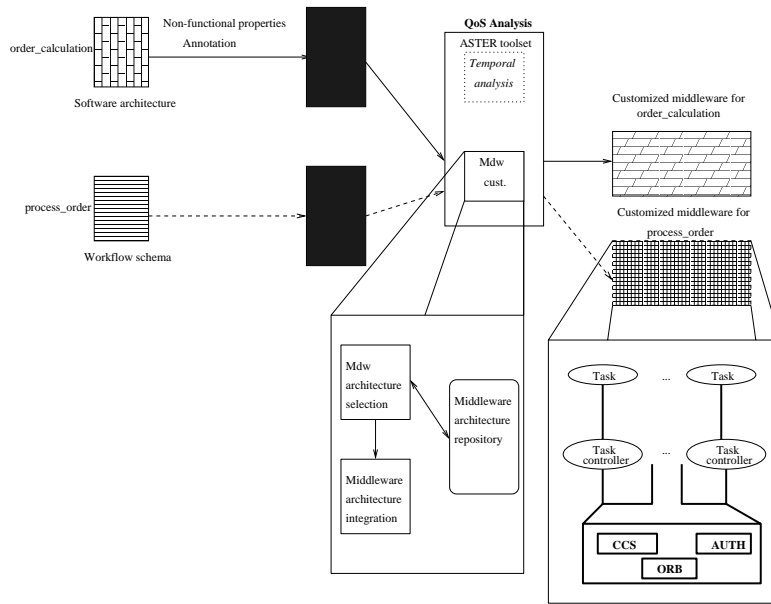 Non-functional properties
Annotation
order_calculation
Software architecture
process_order
Workflow schema
QoS Analysis
ASTER toolset
Temporal
analysis
Mdw
cust.
Customized middleware for
order_calculation
Customized middleware for
process_order
Mdw
architecture
selection
Middleware
architecture
repository
Middleware
architecture
integration
Task
...
Task
Task
controller
...
Task
controller
CCS
AUTH
ORB